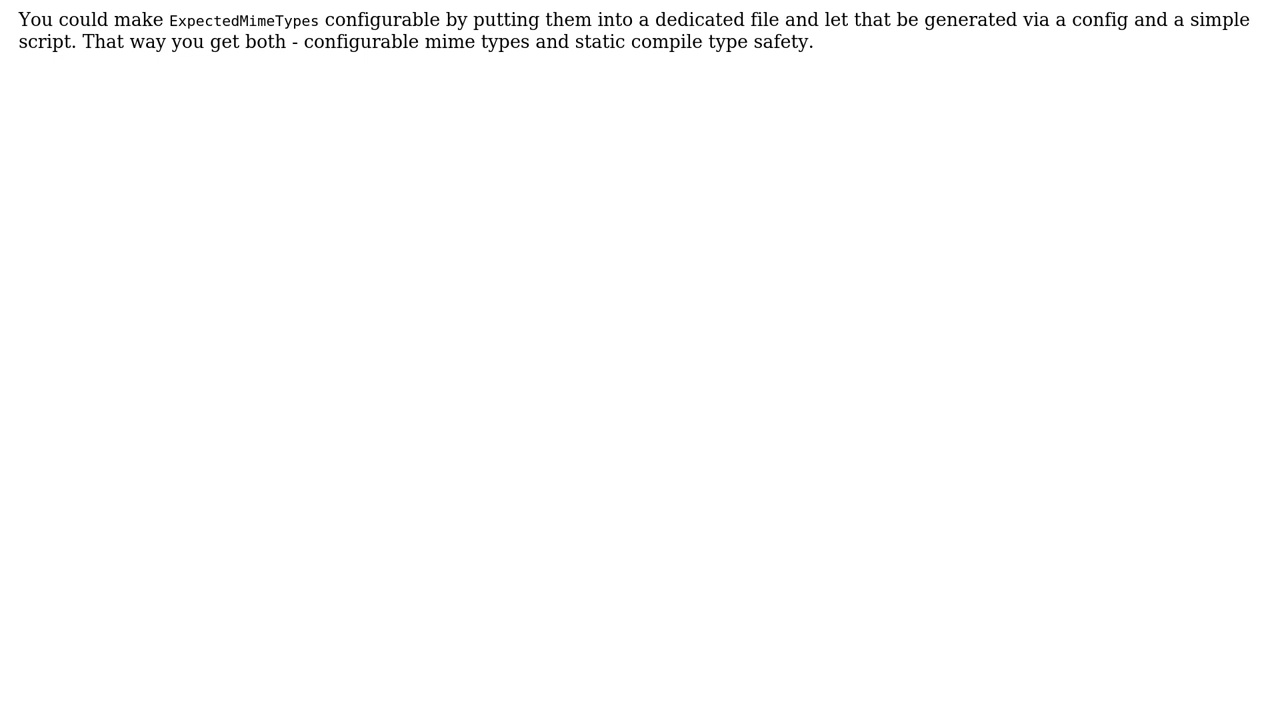 You could make ExpectedMimeTypes configurable by putting them into a dedicated file and let that be generated via a config and a simple
script. That way you get both - configurable mime types and static compile type safety.